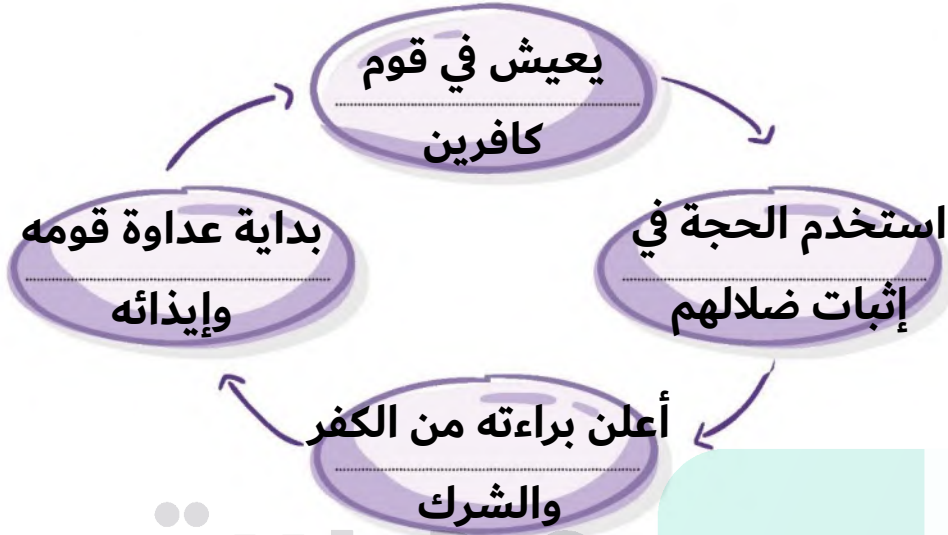 يعيش في قوم
كافرين
استخدم الحجة في
إثبات ضلالهم
أعلن براءته من الكفر
والشرك
بداية عداوة قومه
وإيذائه